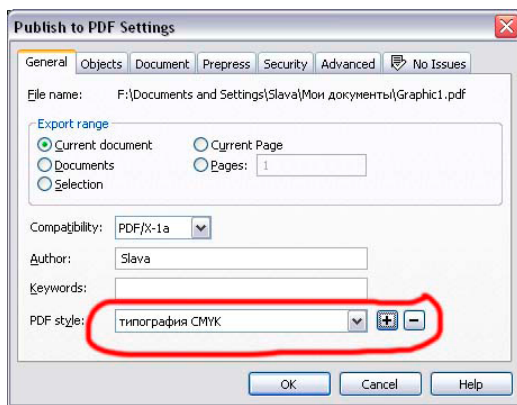 Publish to PDF Settings
General Objects Document Prepress Security Advanced No Issues
File name: F:\Documents and Settings\Slava\Мои документы\Graphic1.pdf
Export range
Current document Current Page
Documents Pages: 1
Selection
Compatibility: PDF/X-1a
Author: Slava
Keywords:
PDF style: типография CMYK
OK Cancel Help